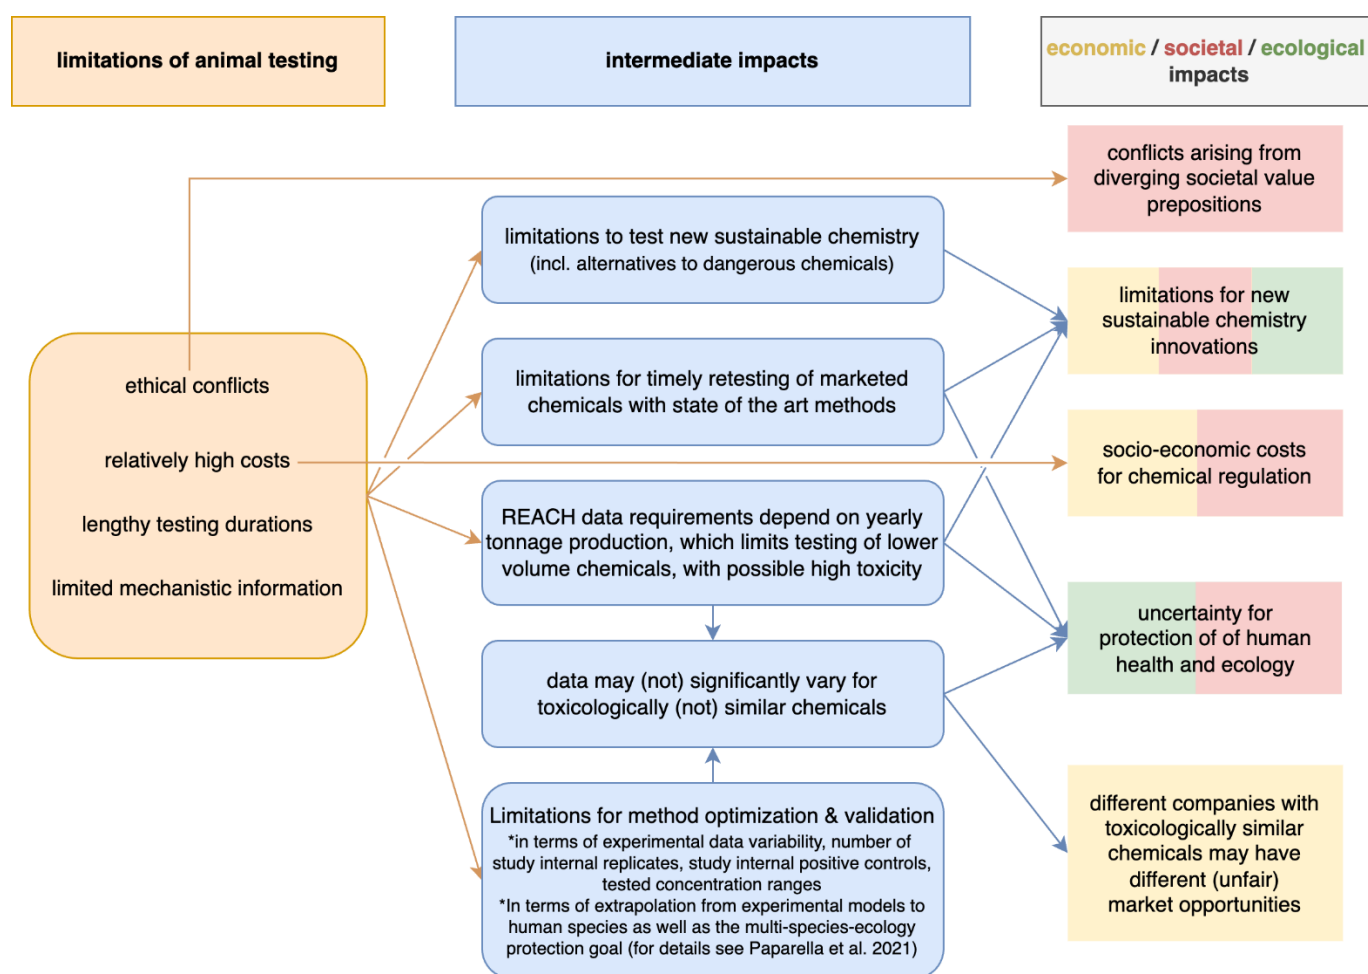 limitations of animal testing
intermediate impacts
economic / societal / ecological
impacts
conflicts arising from
diverging societal value
prepositions
limitations to test new sustainable chemistry
(incl. alternatives to dangerous chemicals)
limitations for new
sustainable chemistry
innovations
ethical conflicts
relatively high costs
lengthy testing durations
limited mechanistic information
limitations for timely retesting of marketed
chemicals with state of the art methods
socio-economic costs
for chemical regulation
REACH data requirements depend on yearly
tonnage production, which limits testing of lower
volume chemicals, with possible high toxicity
uncertainty for
protection of of human
health and ecology
data may (not) significantly vary for
toxicologically (not) similar chemicals
Limitations for method optimization & validation
*in terms of experimental data variability, number of
study internal replicates, study internal positive controls,
tested concentration ranges
*In terms of extrapolation from experimental models to
human species as well as the multi-species-ecology
protection goal (for details see Paparella et al. 2021)
different companies with
toxicologically similar
chemicals may have
different (unfair)
market opportunities